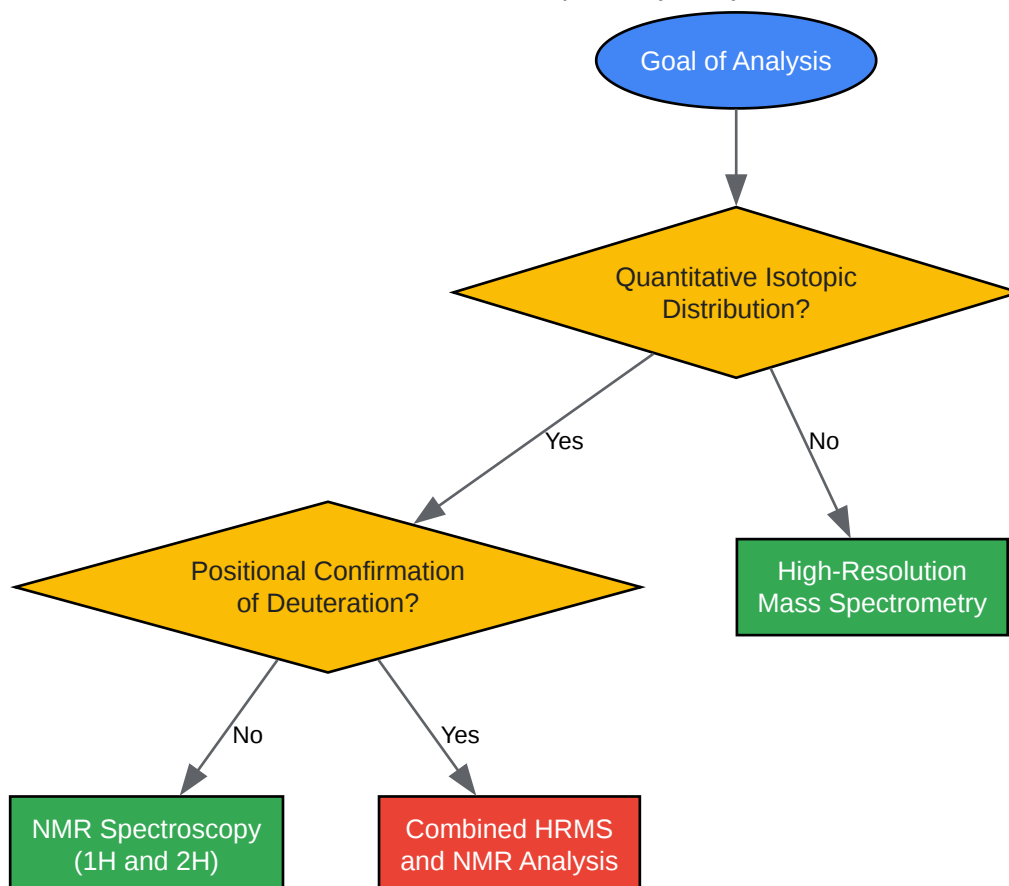 Goal of Analysis
Quantitative Isotopic
Distribution?
Yes
No
Positional Confirmation
of Deuteration?
High-Resolution
Mass Spectrometry
No
Yes
NMR Spectroscopy
(1H and 2H)
Combined HRMS
and NMR Analysis